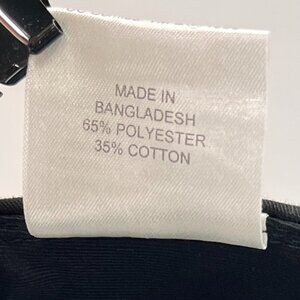 MADE IN
BANGLADESH
65% POLYESTER
35% COTTON